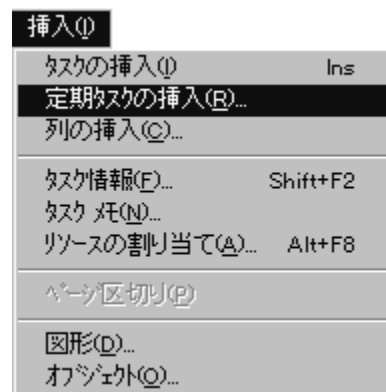 挿入(I)
ﾀｽｸの挿入(I) Ins
定期ﾀｽｸの挿入(R)...
列の挿入(C)...
ﾀｽｸ情報(F)... Shift+F2
ﾀｽｸ ﾒﾓ(N)...
ﾘｿｰｽの割り当て(A)... Alt+F8
ﾍﾟｰｼﾞ区切り(P)
図形(D)...
ｵﾌﾞｼﾞｪｸﾄ(O)...